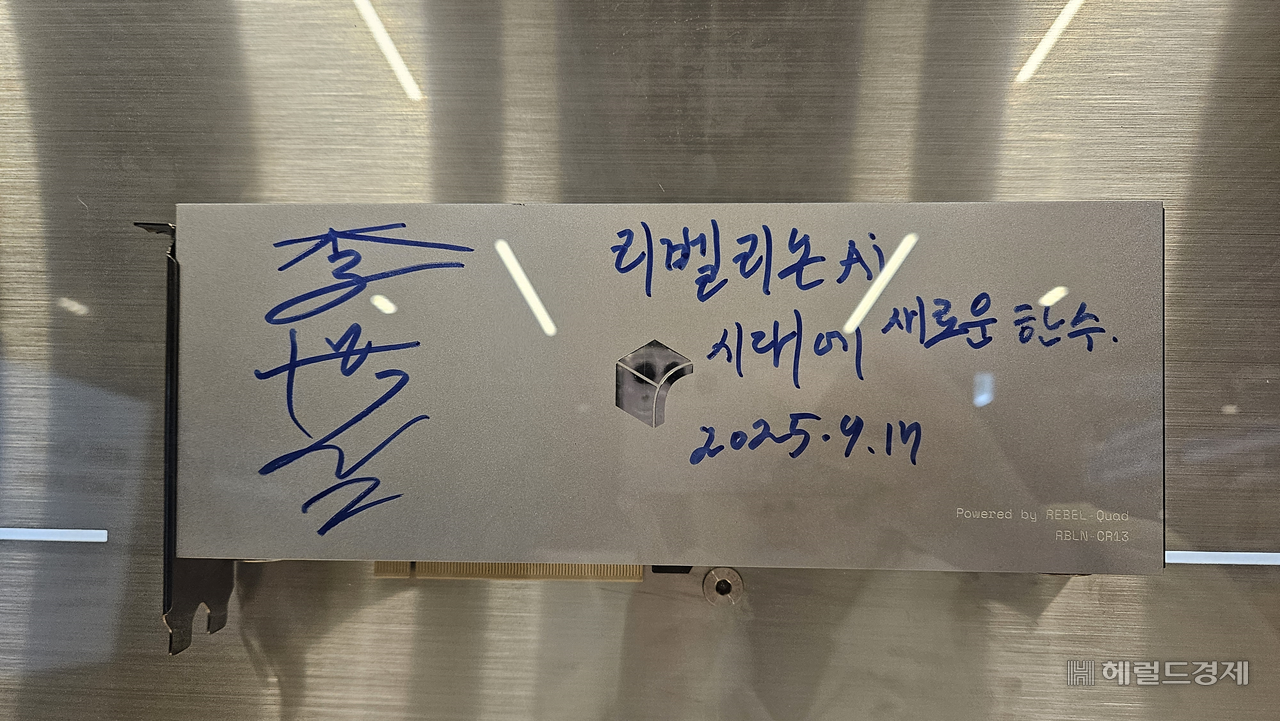 리벨리온 Ai
시대에 새로운 한수.
2025.9.17
Powered by REBEL-Quad
RBLN-CR13
헤럴드경제